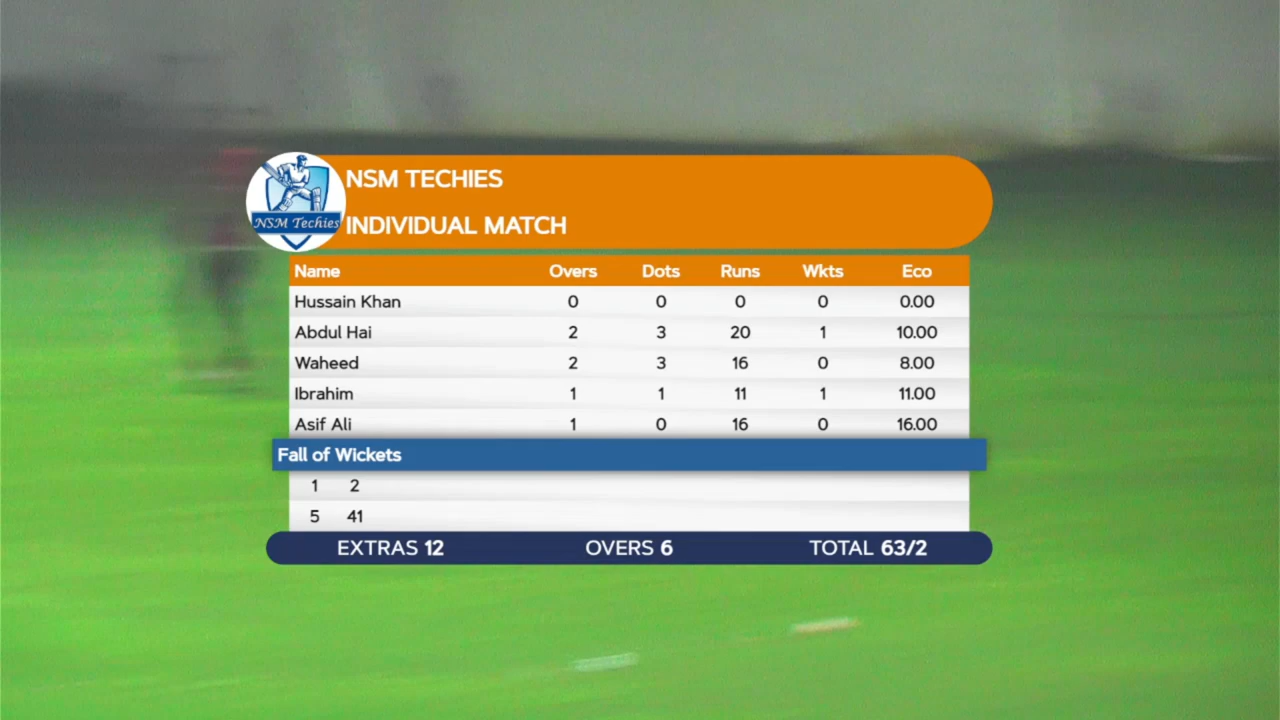 NSM TECHIES
NSM Techies
INDIVIDUAL MATCH
Name Overs Dots Runs Wkts Eco
Hussain Khan 0 0 0 0 0.00
Abdul Hai 2 3 20 1 10.00
Waheed 2 3 16 0 8.00
Ibrahim 1 1 11 1 11.00
Asif Ali 1 0 16 0 16.00
Fall of Wickets
1 2
5 41
EXTRAS 12 OVERS 6 TOTAL 63/2